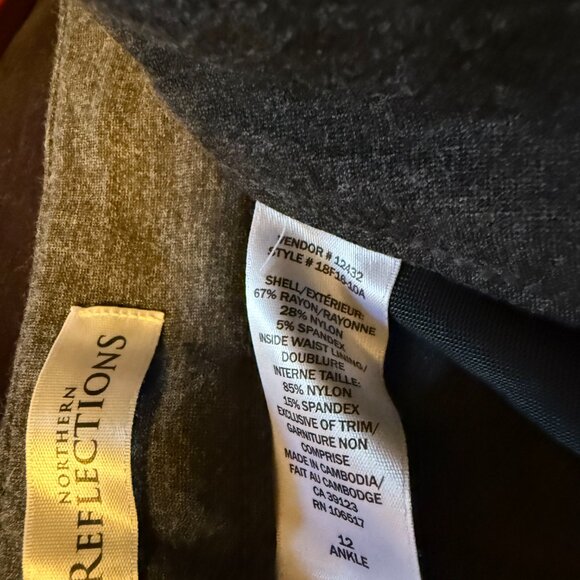 NORTHERN
REFLECTIONS
VENDOR # 12432
STYLE # 18F16-10A
SHELL/EXTÉRIEUR:
67% RAYON/RAYONNE
28% NYLON
5% SPANDEX
INSIDE WAIST LINING/
DOUBLURE
INTERNE TAILLE:
85% NYLON
15% SPANDEX
EXCLUSIVE OF TRIM/
GARNITURE NON
COMPRISE
MADE IN CAMBODIA/
FAIT AU CAMBODGE
CA 39123
RN 106517
12
ANKLE